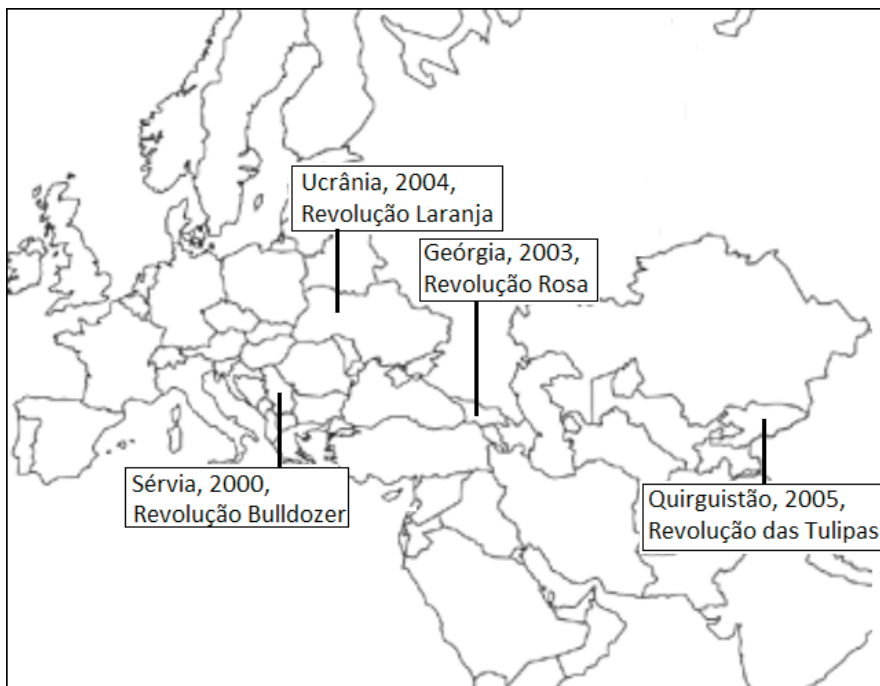 Ucrânia, 2004,
Revolução Laranja
Geórgia, 2003,
Revolução Rosa
Sérvia, 2000,
Revolução Bulldozer
Quirguistão, 2005,
Revolução das Tulipas